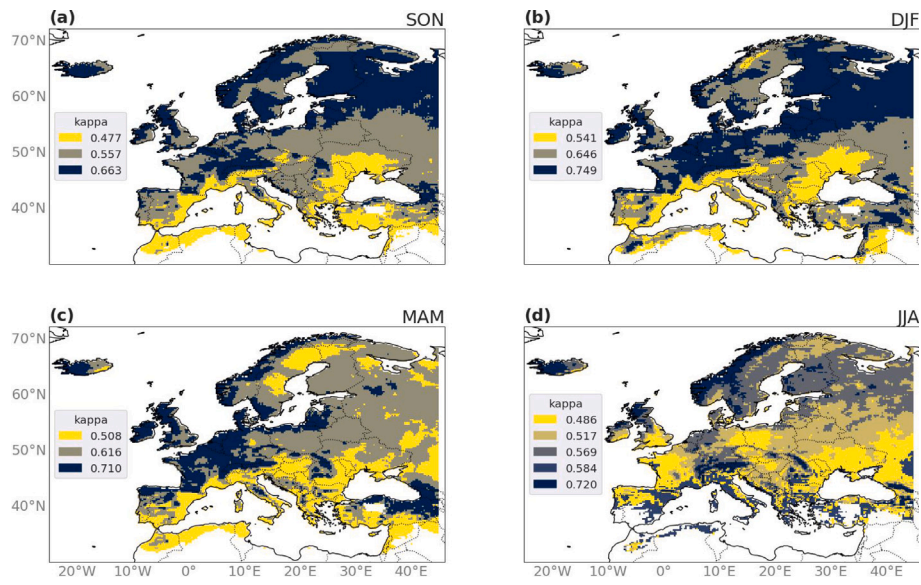 (a) SON
(b) DJF
70°N
60°N
50°N
40°N
kappa
0.477
0.557
0.663
kappa
0.541
0.646
0.749
(c) MAM
(d) JJA
70°N
60°N
50°N
40°N
kappa
0.508
0.616
0.710
kappa
0.486
0.517
0.569
0.584
0.720
20°W 10°W 0° 10°E 20°E 30°E 40°E
20°W 10°W 0° 10°E 20°E 30°E 40°E